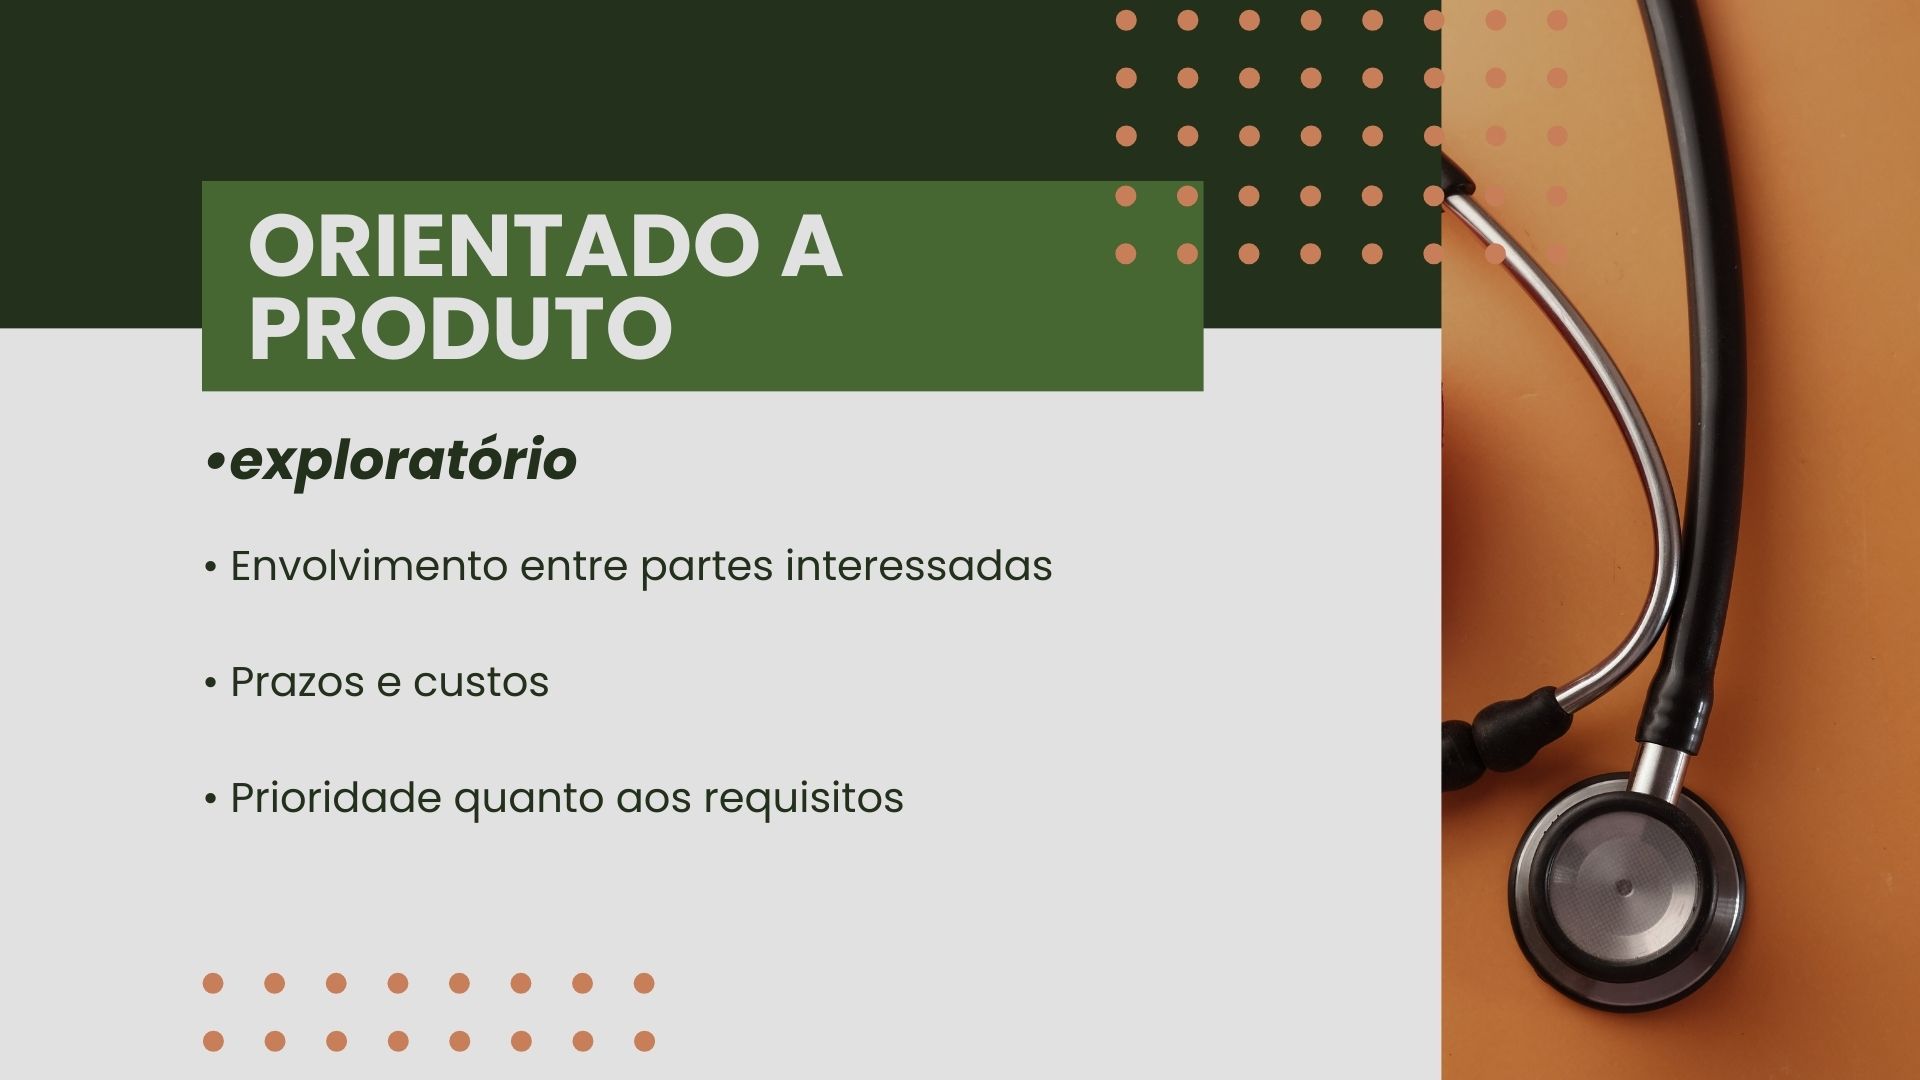 ORIENTADO A
PRODUTO
•exploratório
• Envolvimento entre partes interessadas
• Prazos e custos
• Prioridade quanto aos requisitos